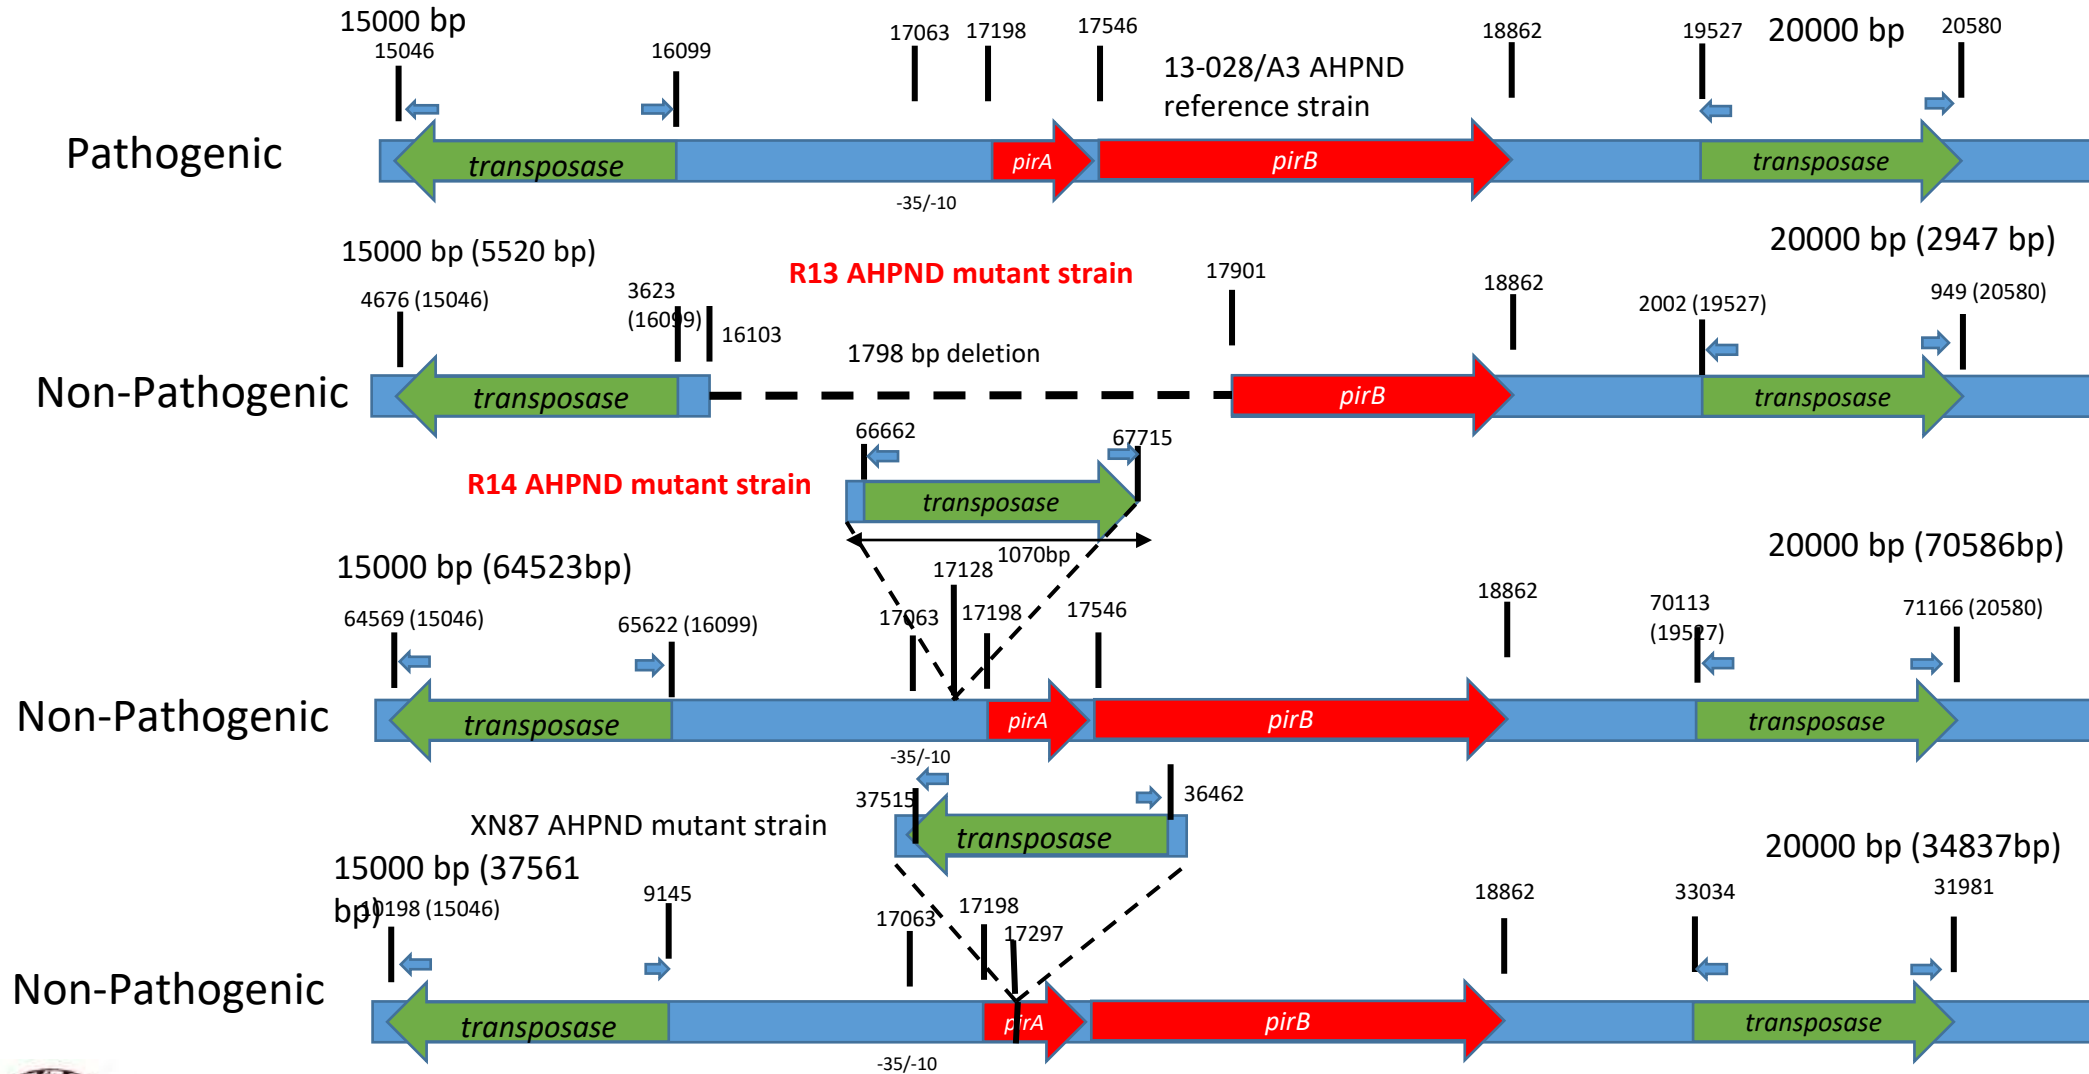 15000 bp
15046
16099
17063
17198
17546
18862
19527
20000 bp
20580
13-028/A3 AHPND
reference strain
Pathogenic
transposase
pirA
pirB
transposase
-35/-10
15000 bp (5520 bp)
20000 bp (2947 bp)
R13 AHPND mutant strain
4676 (15046)
3623
(16099)
16103
17901
18862
2002 (19527)
949 (20580)
1798 bp deletion
Non-Pathogenic
transposase
pirB
transposase
66662
67715
R14 AHPND mutant strain
transposase
1070bp
15000 bp (64523bp)
20000 bp (70586bp)
17128
64569 (15046)
65622 (16099)
17063
17198
17546
18862
70113
(19527)
71166 (20580)
Non-Pathogenic
transposase
pirA
pirB
transposase
-35/-10
37515
36462
XN87 AHPND mutant strain
transposase
15000 bp (37561
bp)
20000 bp (34837bp)
10198 (15046)
9145
17063
17198
17297
18862
33034
31981
Non-Pathogenic
transposase
pirA
pirB
transposase
-35/-10